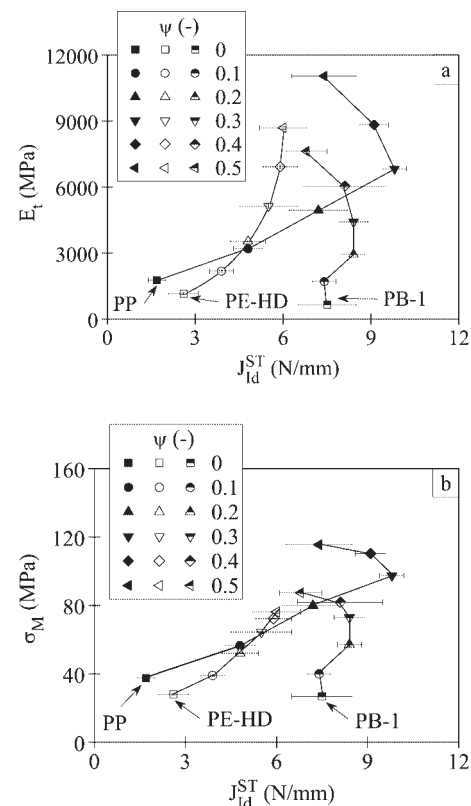 ψ (-)
0
0.1
0.2
0.3
0.4
0.5
a
12000
9000
6000
3000
0
E_t (MPa)
PP
PE-HD
PB-1
0 3 6 9 12
J_Id^ST (N/mm)
ψ (-)
0
0.1
0.2
0.3
0.4
0.5
b
160
120
80
40
0
σ_M (MPa)
PP
PE-HD
PB-1
0 3 6 9 12
J_Id^ST (N/mm)